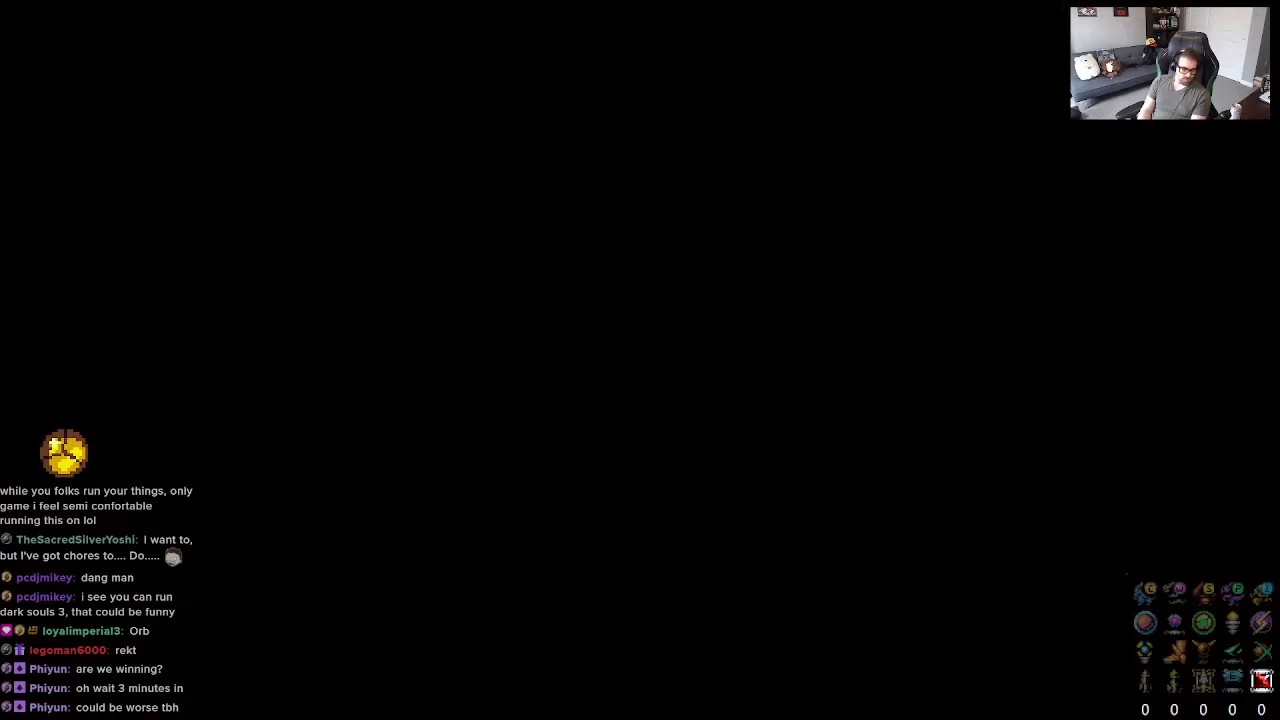 while you folks run your things, only
game i feel semi confortable
running this on lol
TheSacredSilverYoshi: I want to,
but I've got chores to.... Do.....
pcdjmikey: dang man
pcdjmikey: i see you can run
dark souls 3, that could be funny
loyalimperial3: Orb
legoman6000: rekt
Phiyun: are we winning?
Phiyun: oh wait 3 minutes in
Phiyun: could be worse tbh
C W S P I
0 0 0 0 0